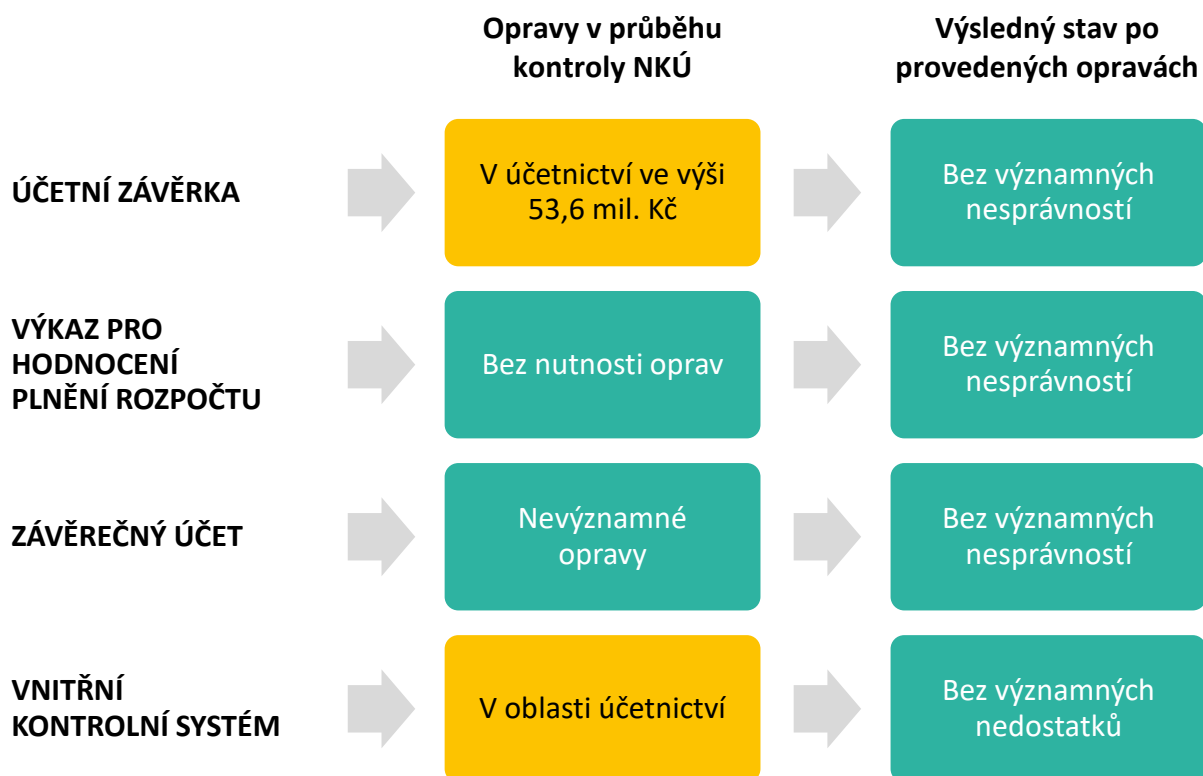 Opravy v průběhu
kontroly NKÚ
Výsledný stav po
provedených opravách
ÚČETNÍ ZÁVĚRKA
V účetnictví ve výši
53,6 mil. Kč
Bez významných
nesprávností
VÝKAZ PRO
HODNOCENÍ
PLNĚNÍ ROZPOČTU
Bez nutnosti oprav
Bez významných
nesprávností
ZÁVĚREČNÝ ÚČET
Nevýznamné
opravy
Bez významných
nesprávností
VNITŘNÍ
KONTROLNÍ SYSTÉM
V oblasti účetnictví
Bez významných
nedostatků